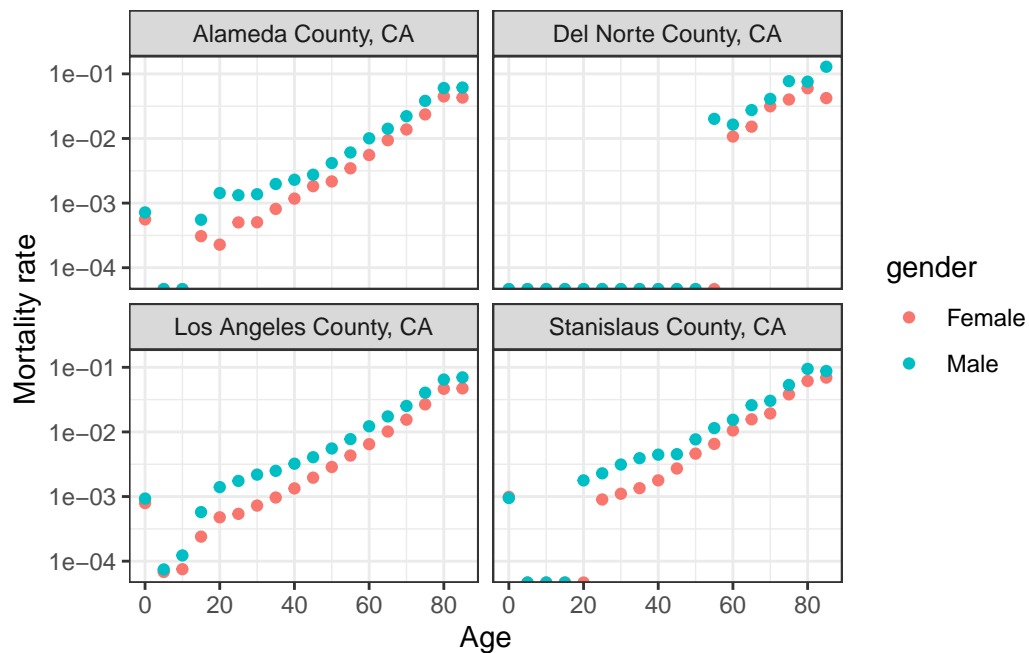 Alameda County, CA
Del Norte County, CA
1e−01
1e−02
1e−03
1e−04
Los Angeles County, CA
Stanislaus County, CA
1e−01
1e−02
1e−03
1e−04
0 20 40 60 80
0 20 40 60 80
Age
Mortality rate
gender
Female
Male